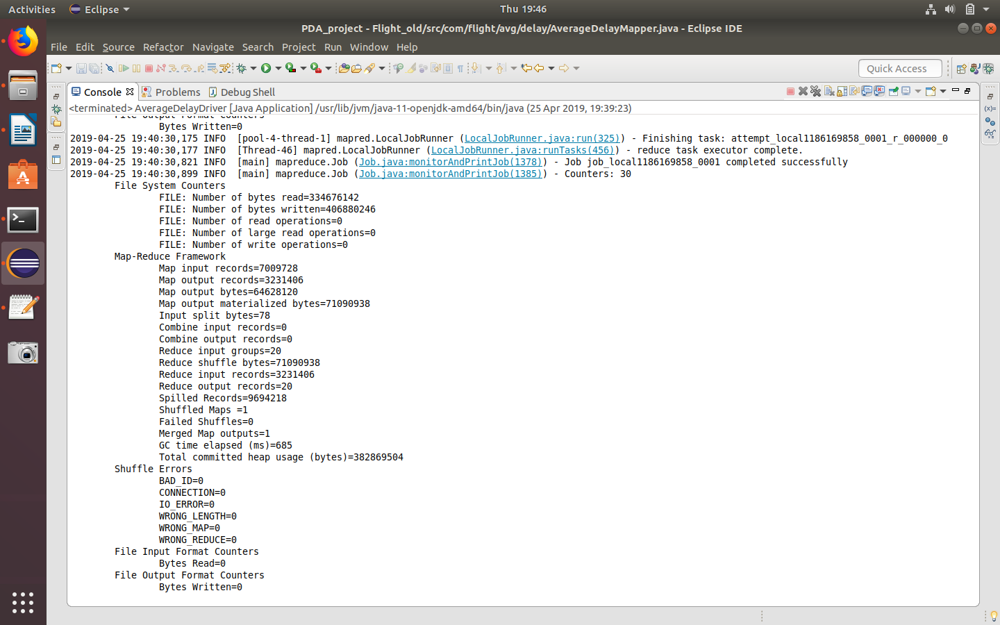 Activities Eclipse Thu 19:46
PDA_project - Flight_old/src/com/flight/avg/delay/AverageDelayMapper.java - Eclipse IDE
File Edit Source Refactor Navigate Search Project Run Window Help
Quick Access
Console Problems Debug Shell
<terminated> AverageDelayDriver [Java Application] /usr/lib/jvm/java-11-openjdk-amd64/bin/java (25 Apr 2019, 19:39:23)
File Output Format Counters
Bytes Written=0
2019-04-25 19:40:30,175 INFO [pool-4-thread-1] mapred.LocalJobRunner (LocalJobRunner.java:run(325)) - Finishing task: attempt_local1186169858_0001_r_000000_0
2019-04-25 19:40:30,177 INFO [Thread-46] mapred.LocalJobRunner (LocalJobRunner.java:runTasks(456)) - reduce task executor complete.
2019-04-25 19:40:30,821 INFO [main] mapreduce.Job (Job.java:monitorAndPrintJob(1378)) - Job job_local1186169858_0001 completed successfully
2019-04-25 19:40:30,899 INFO [main] mapreduce.Job (Job.java:monitorAndPrintJob(1385)) - Counters: 30
File System Counters
FILE: Number of bytes read=334676142
FILE: Number of bytes written=406880246
FILE: Number of read operations=0
FILE: Number of large read operations=0
FILE: Number of write operations=0
Map-Reduce Framework
Map input records=7009728
Map output records=3231406
Map output bytes=64628120
Map output materialized bytes=71090938
Input split bytes=78
Combine input records=0
Combine output records=0
Reduce input groups=20
Reduce shuffle bytes=71090938
Reduce input records=3231406
Reduce output records=20
Spilled Records=9694218
Shuffled Maps =1
Failed Shuffles=0
Merged Map outputs=1
GC time elapsed (ms)=685
Total committed heap usage (bytes)=382869504
Shuffle Errors
BAD_ID=0
CONNECTION=0
IO_ERROR=0
WRONG_LENGTH=0
WRONG_MAP=0
WRONG_REDUCE=0
File Input Format Counters
Bytes Read=0
File Output Format Counters
Bytes Written=0